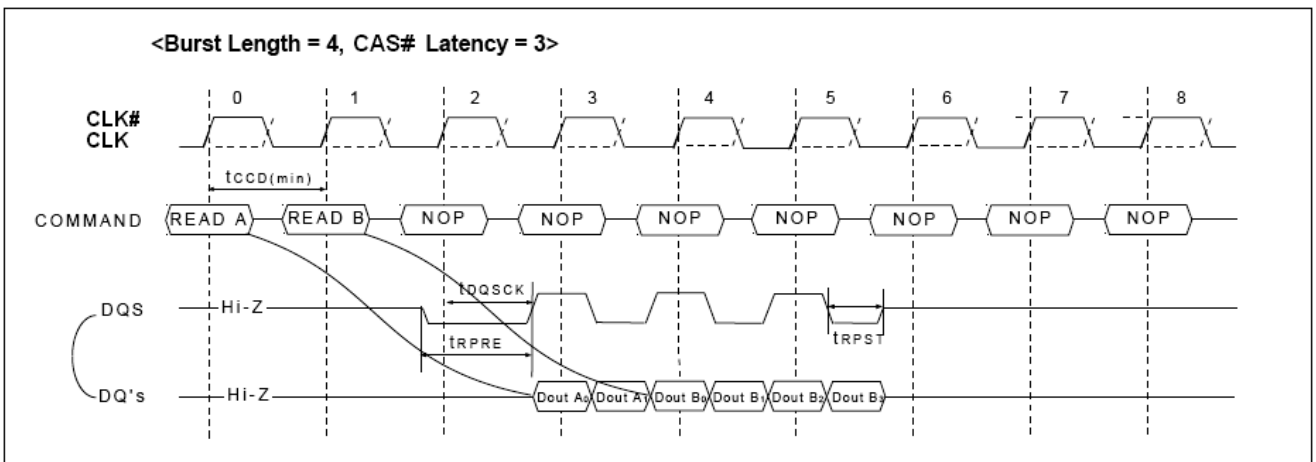 <Burst Length = 4, CAS# Latency = 3>
0 1 2 3 4 5 6 7 8
CLK#
CLK
tCCD(min)
COMMAND READ A READ B NOP NOP NOP NOP NOP NOP NOP
tDQSCK
DQS Hi-Z
tRPRE tRPST
DQ's Hi-Z Dout A0 Dout A1 Dout B0 Dout B1 Dout B2 Dout B3